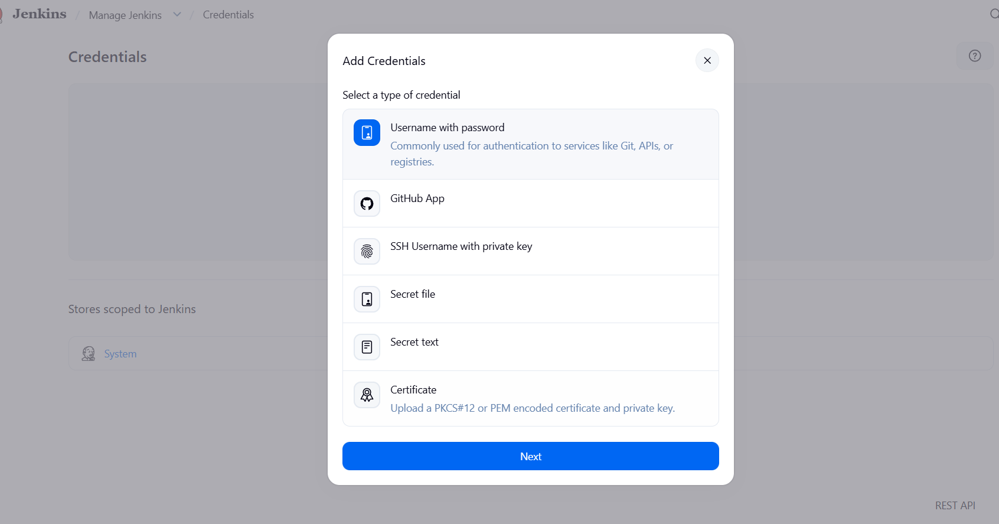 Jenkins / Manage Jenkins / Credentials
Credentials
Add Credentials
Select a type of credential
Username with password
Commonly used for authentication to services like Git, APIs, or
registries.
GitHub App
SSH Username with private key
Secret file
Secret text
Certificate
Upload a PKCS#12 or PEM encoded certificate and private key.
Next
Stores scoped to Jenkins
System
REST API